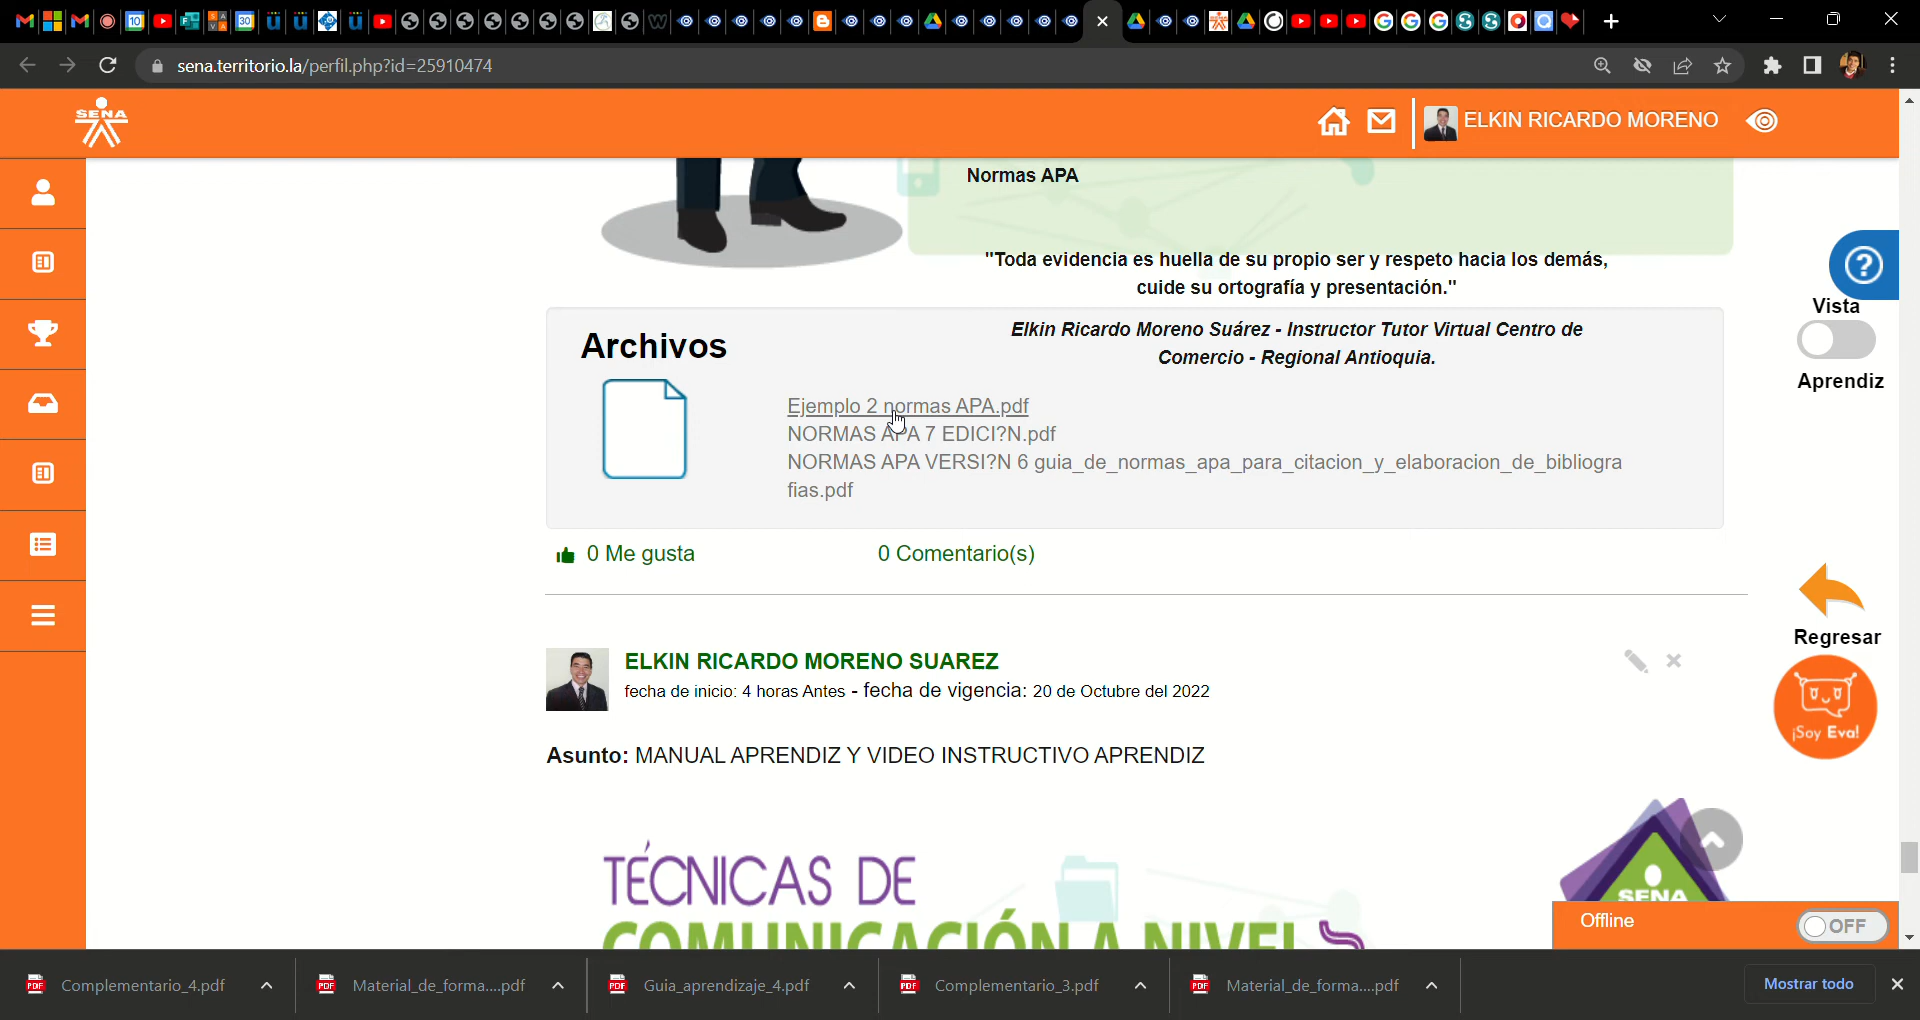 sena.territorio.la/perfil.php?id=25910474
SENA
ELKIN RICARDO MORENO
Normas APA
"Toda evidencia es huella de su propio ser y respeto hacia los demás,
cuide su ortografía y presentación."
Vista
Archivos
Elkin Ricardo Moreno Suárez - Instructor Tutor Virtual Centro de
Comercio - Regional Antioquia.
Aprendiz
Ejemplo 2 normas APA.pdf
NORMAS APA 7 EDICI?N.pdf
NORMAS APA VERSI?N 6 guia_de_normas_apa_para_citacion_y_elaboracion_de_bibliogra
fias.pdf
0 Me gusta
0 Comentario(s)
Regresar
ELKIN RICARDO MORENO SUAREZ
fecha de inicio: 4 horas Antes - fecha de vigencia: 20 de Octubre del 2022
¡Soy Eva!
Asunto: MANUAL APRENDIZ Y VIDEO INSTRUCTIVO APRENDIZ
TÉCNICAS DE
COMUNICACIÓN A NIVEL
SENA
Offline
OFF
Complementario_4.pdf
Material_de_forma....pdf
Guia_aprendizaje_4.pdf
Complementario_3.pdf
Material_de_forma....pdf
Mostrar todo